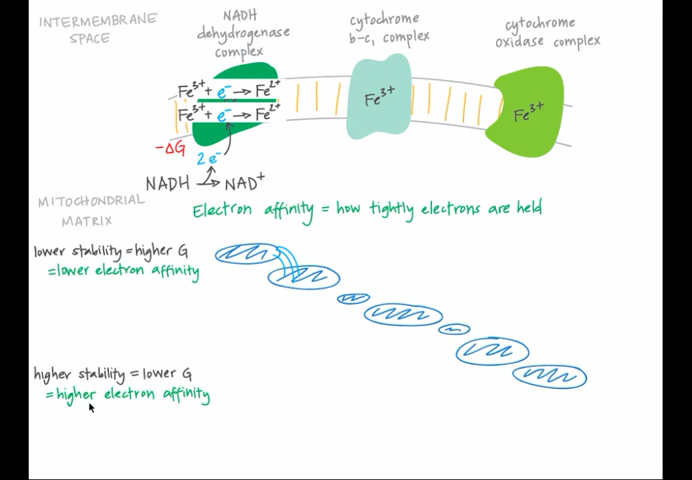 INTERMEMBRANE
SPACE
NADH
dehydrogenase
complex
cytochrome
b-c₁ complex
cytochrome
oxidase complex
Fe³⁺ + e⁻ → Fe²⁺
Fe³⁺ + e⁻ → Fe²⁺
Fe³⁺
Fe³⁺
-ΔG
2 e⁻
NADH → NAD⁺
MITOCHONDRIAL
MATRIX
Electron affinity = how tightly electrons are held
lower stability = higher G
= lower electron affinity
higher stability = lower G
= higher electron affinity